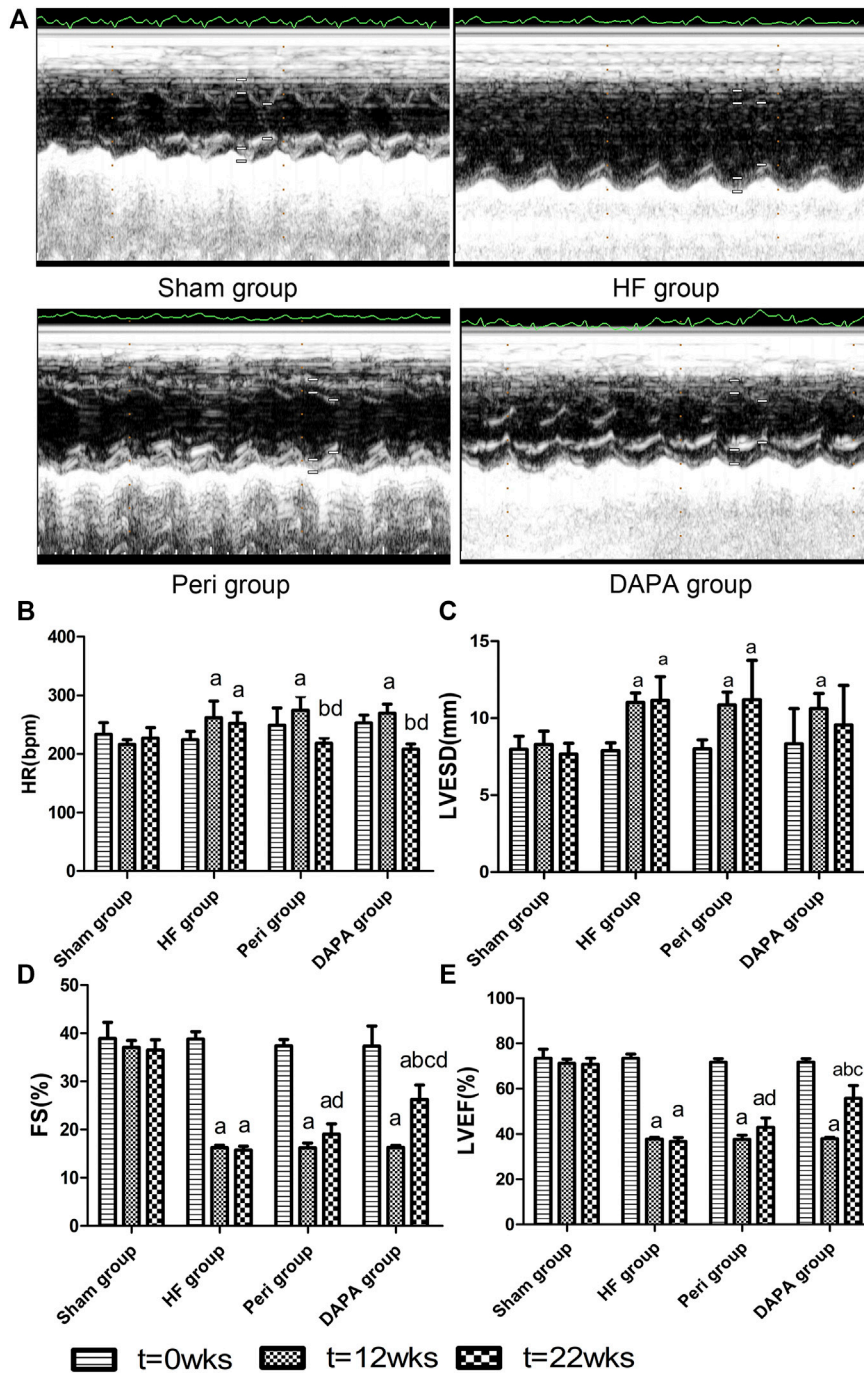 A
Sham group
HF group
Peri group
DAPA group
B
HR(bpm)
400
300
200
100
0
a
a
a
bd
a
bd
Sham group
HF group
Peri group
DAPA group
C
LVESD(mm)
15
10
5
0
a
a
a
a
a
Sham group
HF group
Peri group
DAPA group
D
FS(%)
50
40
30
20
10
0
a
a
a
ad
a
abcd
Sham group
HF group
Peri group
DAPA group
E
LVEF(%)
100
80
60
40
20
0
a
a
a
ad
a
abc
Sham group
HF group
Peri group
DAPA group
t=0wks
t=12wks
t=22wks